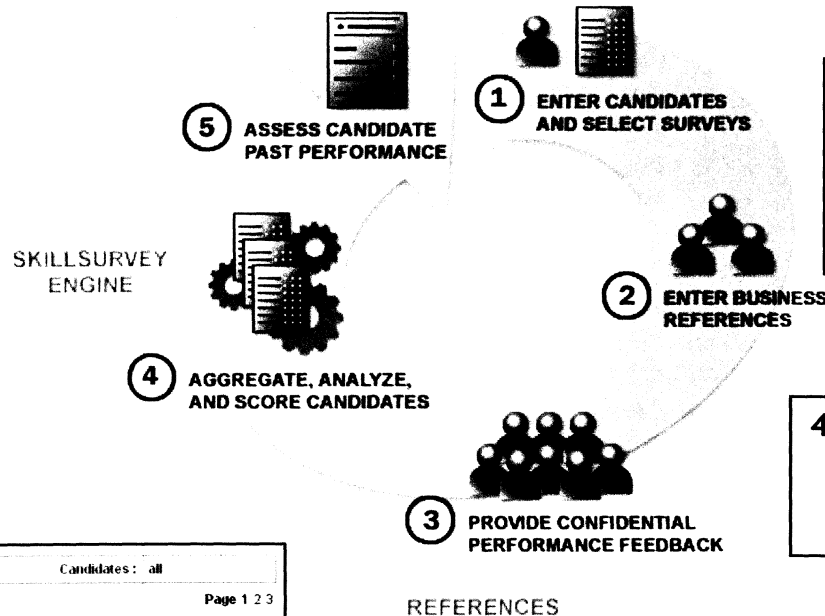 1 ENTER CANDIDATES
AND SELECT SURVEYS
2 ENTER BUSINESS
REFERENCES
3 PROVIDE CONFIDENTIAL
PERFORMANCE FEEDBACK
REFERENCES
4 AGGREGATE, ANALYZE,
AND SCORE CANDIDATES
SKILLSURVEY
ENGINE
5 ASSESS CANDIDATE
PAST PERFORMANCE
4
Candidates : all
Page 1 2 3